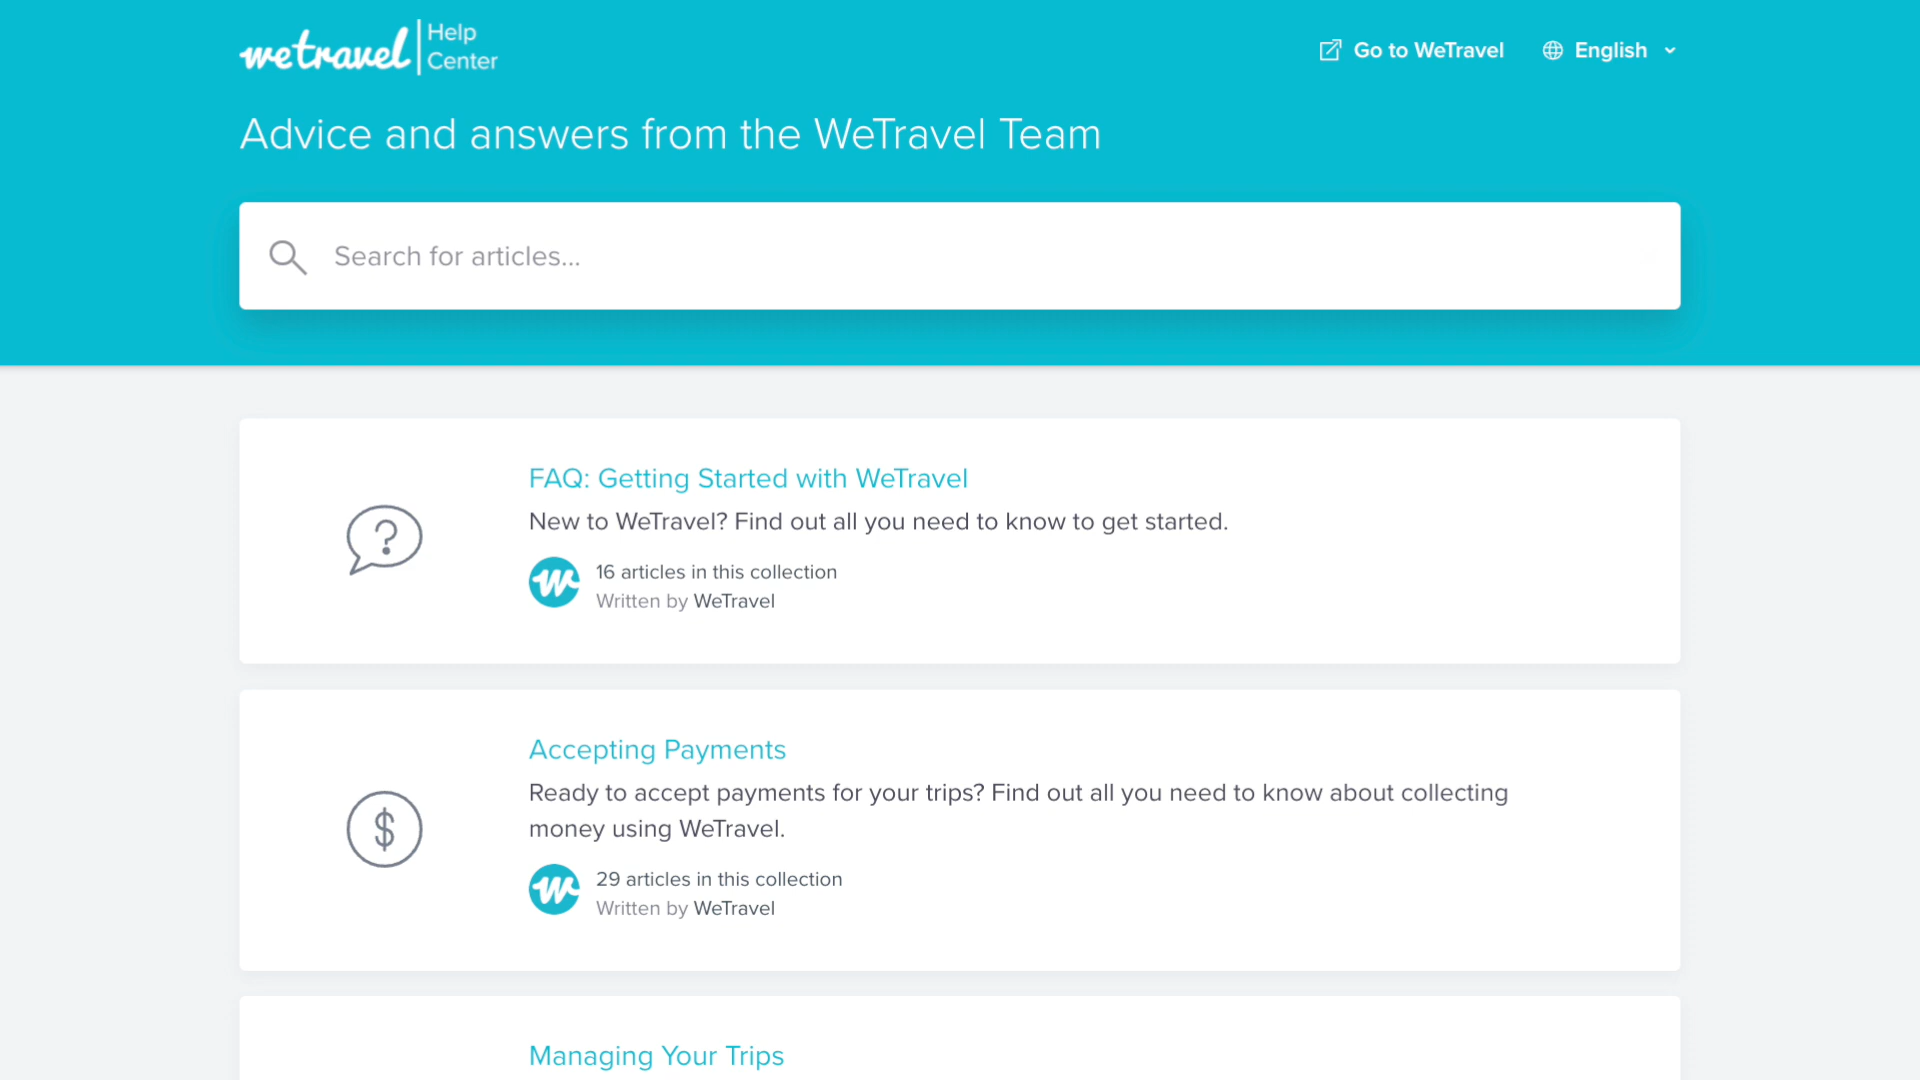 wetravel Help Center
Go to WeTravel
English
Advice and answers from the WeTravel Team
Search for articles...
FAQ: Getting Started with WeTravel
New to WeTravel? Find out all you need to know to get started.
16 articles in this collection
Written by WeTravel
Accepting Payments
Ready to accept payments for your trips? Find out all you need to know about collecting
money using WeTravel.
29 articles in this collection
Written by WeTravel
Managing Your Trips